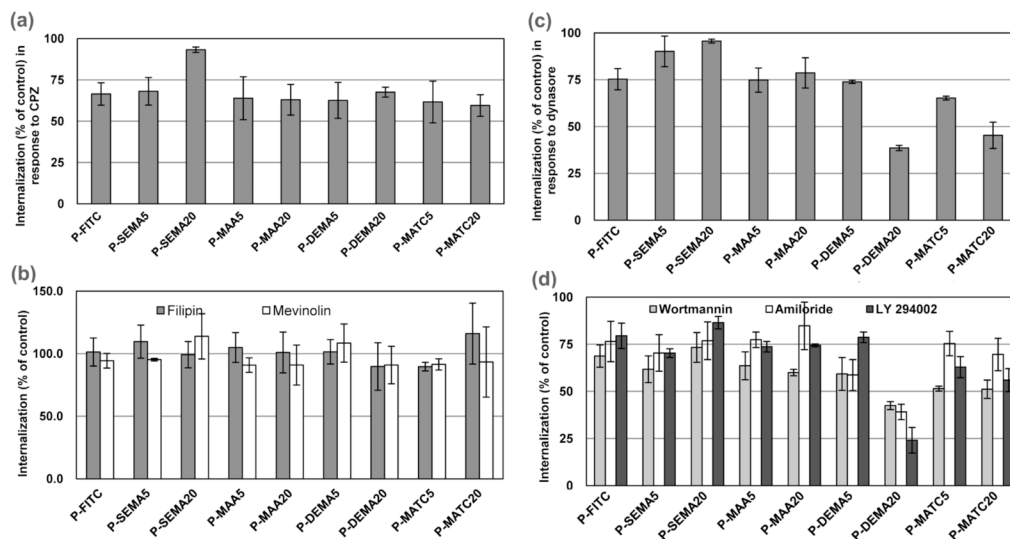 (a)
Internalization (% of control) in
response to CPZ
100
75
50
25
0
P-FITC
P-SEMA5
P-SEMA20
P-MAA5
P-MAA20
P-DEMA5
P-DEMA20
P-MATC5
P-MATC20
(b)
Internalization (% of control)
150.0
100.0
50.0
0.0
Filipin
Mevinolin
P-FITC
P-SEMA5
P-SEMA20
P-MAA5
P-MAA20
P-DEMA5
P-DEMA20
P-MATC5
P-MATC20
(c)
Internalization (% of control) in
response to dynasore
100
75
50
25
0
P-FITC
P-SEMA5
P-SEMA20
P-MAA5
P-MAA20
P-DEMA5
P-DEMA20
P-MATC5
P-MATC20
(d)
Internalization (% of control)
100
75
50
25
0
Wortmannin
Amiloride
LY 294002
P-FITC
P-SEMA5
P-SEMA20
P-MAA5
P-MAA20
P-DEMA5
P-DEMA20
P-MATC5
P-MATC20